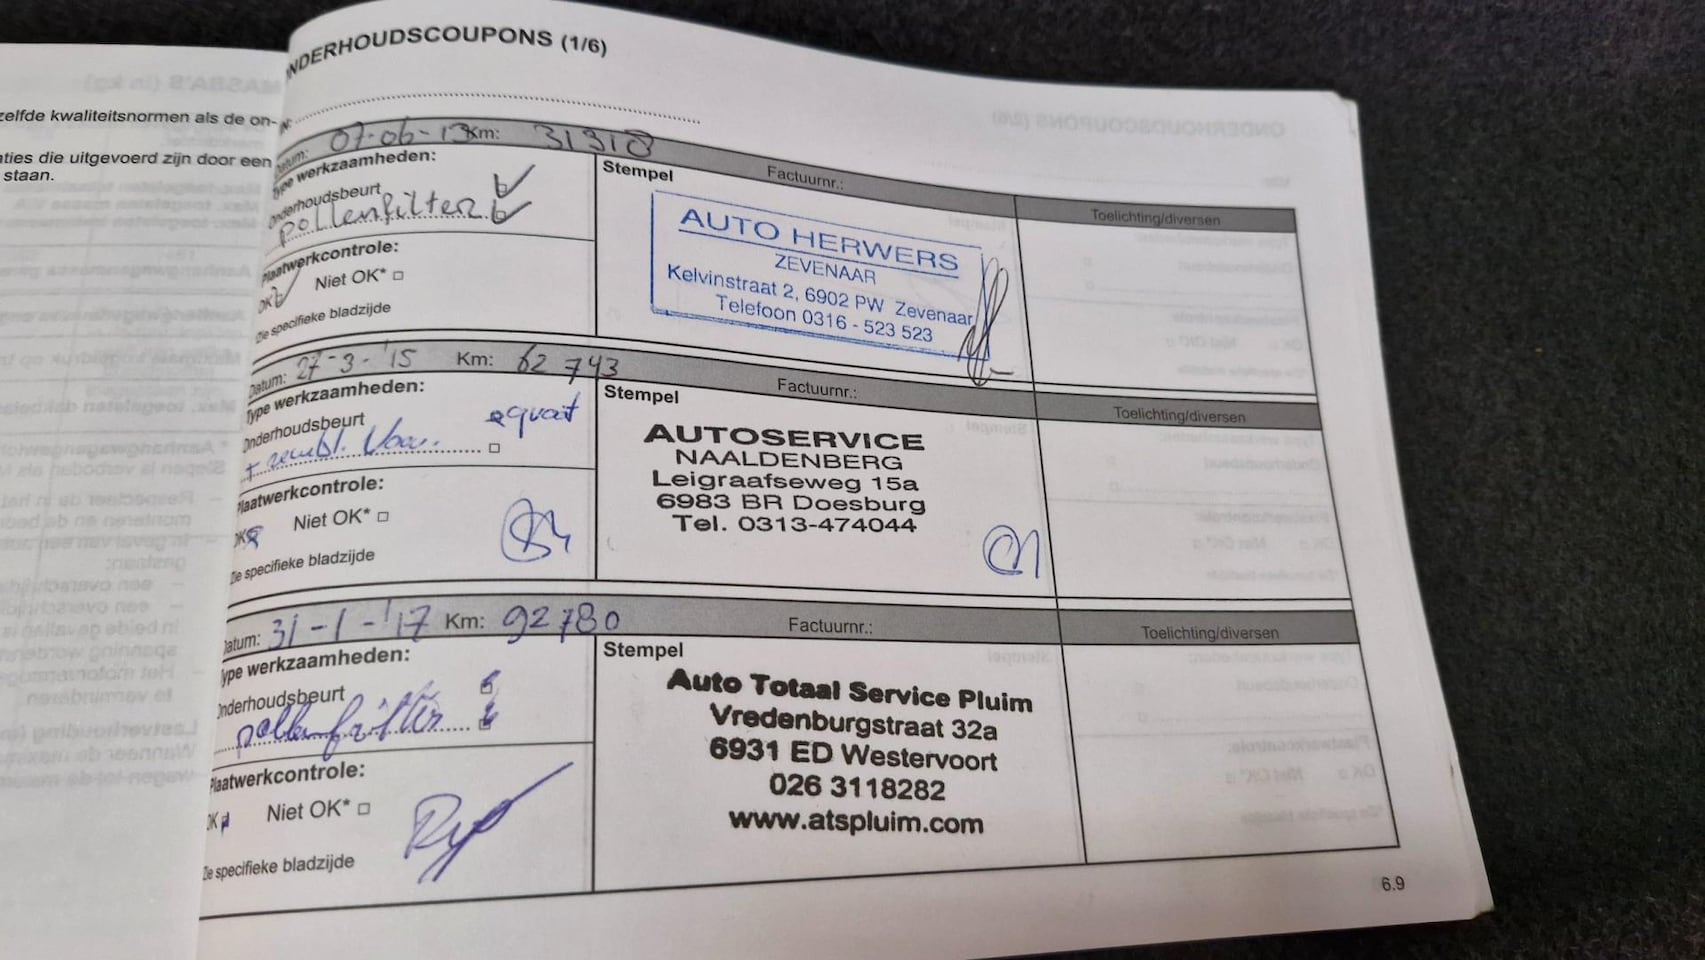 zelfde kwaliteitsnormen als de on-
ties die uitgevoerd zijn door een
staan.
NDERHOUDSCOUPONS (1/6)
Datum: 07-06-13 Km: 31318
Type werkzaamheden:
Onderhoudsbeurt
pollenfilter
Plaatwerkcontrole:
OK Niet OK*
Zie specifieke bladzijde
Factuurnr.:
Stempel
AUTO HERWERS
ZEVENAAR
Kelvinstraat 2, 6902 PW Zevenaar
Telefoon 0316 - 523 523
Toelichting/diversen
Datum: 27-3-'15 Km: 62743
Type werkzaamheden:
Onderhoudsbeurt
Plaatwerkcontrole:
OK Niet OK*
Zie specifieke bladzijde
Factuurnr.:
Stempel
AUTOSERVICE
NAALDENBERG
Leigraafseweg 15a
6983 BR Doesburg
Tel. 0313-474044
Toelichting/diversen
Datum: 31-1-'17 Km: 92780
Type werkzaamheden:
Onderhoudsbeurt
pollenfilter
Plaatwerkcontrole:
OK Niet OK*
Zie specifieke bladzijde
Factuurnr.:
Stempel
Auto Totaal Service Pluim
Vredenburgstraat 32a
6931 ED Westervoort
026 3118282
www.atspluim.com
Toelichting/diversen
6.9